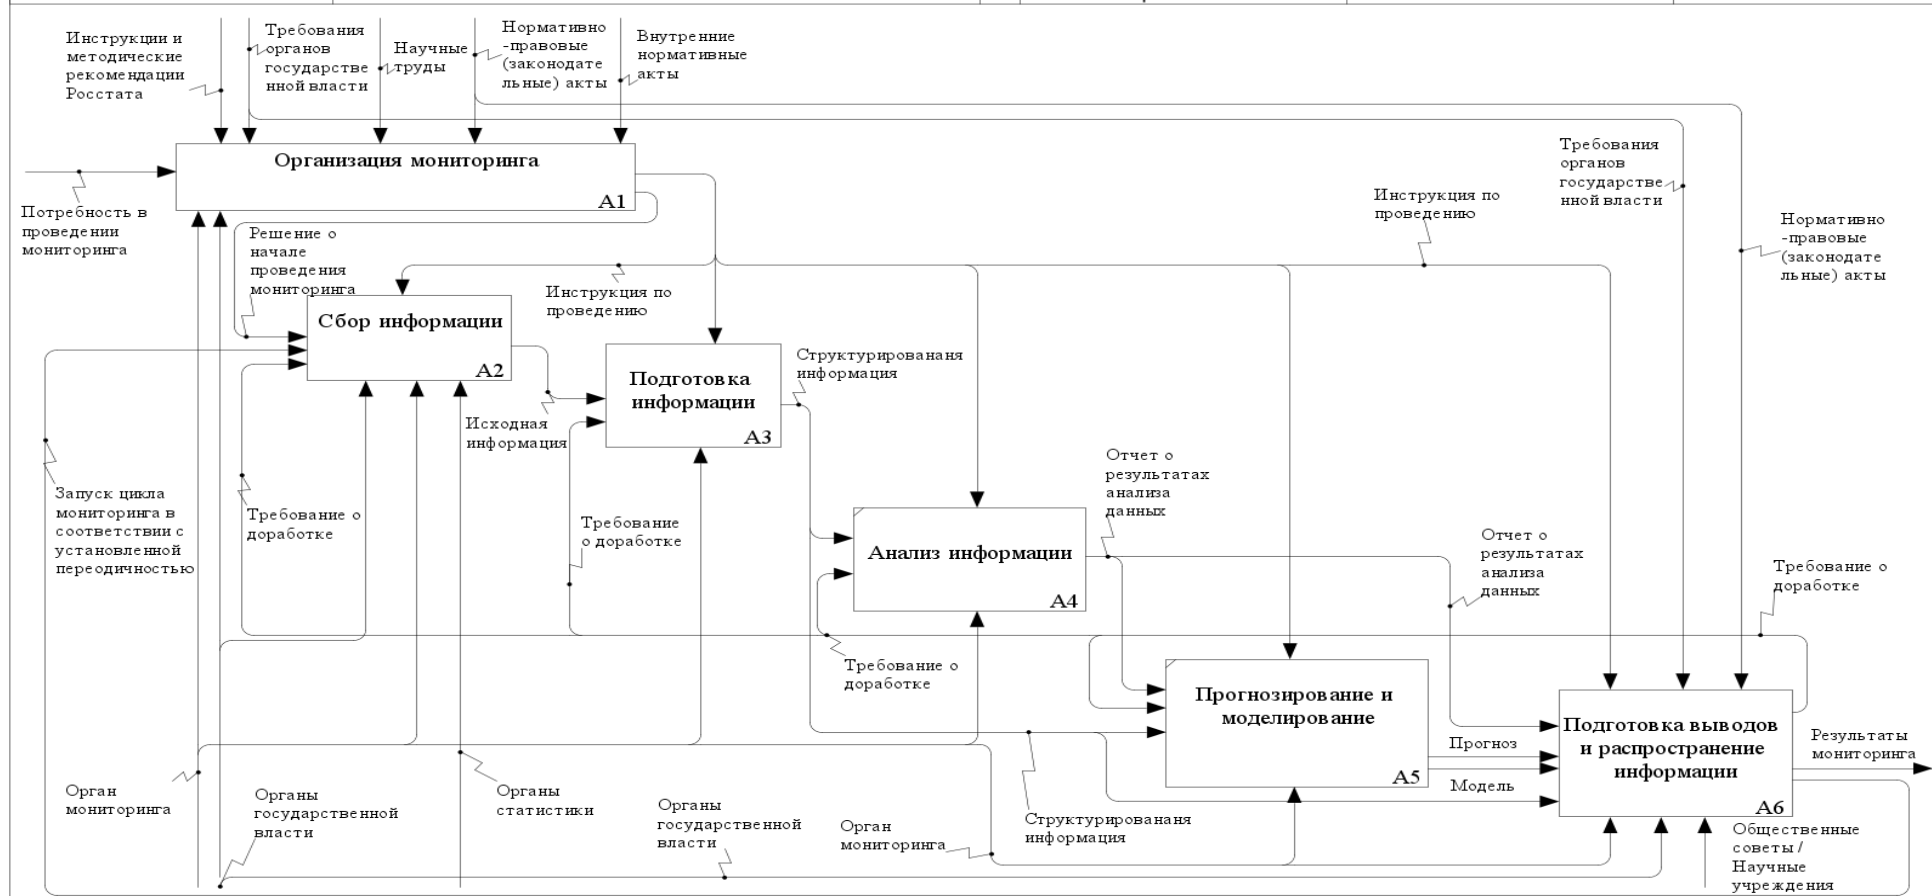 Инструкции и
методические
рекомендации
Росстата
Требования
органов
государстве
нной власти
Научные
труды
Нормативно
-правовые
(законодате
льные) акты
Внутренние
нормативные
акты
Организация мониторинга
A1
Потребность в
проведении
мониторинга
Решение о
начале
проведения
мониторинга
Требования
органов
государстве
нной власти
Инструкция по
проведению
Нормативно
-правовые
(законодате
льные) акты
Инструкция по
проведению
Сбор информации
A2
Подготовка
информации
A3
Структурированая
информация
Исходная
информация
Запуск цикла
мониторинга в
соответствии с
установленной
переодичностью
Требование о
доработке
Требование
о доработке
Отчет о
результатах
анализа
данных
Анализ информации
A4
Отчет о
результатах
анализа
данных
Требование о
доработке
Требование о
доработке
Прогнозирование и
моделирование
A5
Прогноз
Модель
Подготовка выводов
и распространение
информации
A6
Результаты
мониторинга
Орган
мониторинга
Органы
государственной
власти
Органы
статистики
Органы
государственной
власти
Орган
мониторинга
Структурированая
информация
Общественные
советы /
Научные
учреждения